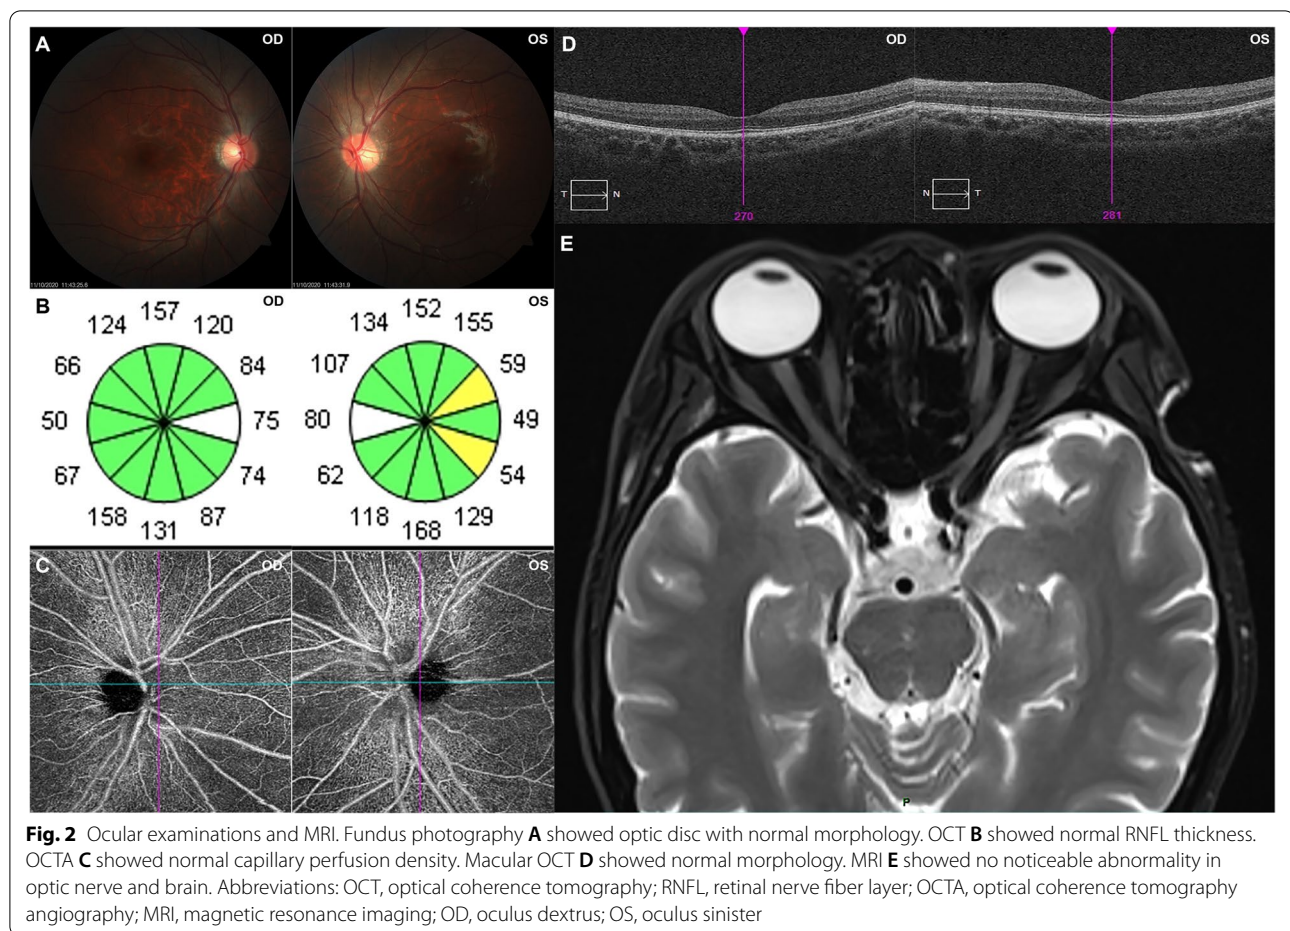 A
OD
OS
11/10/2020 11:43:25.6
11/10/2020 11:43:31.9
B
OD
OS
157
124
120
66
84
50
75
67
74
158
87
131
152
134
155
107
59
80
49
62
54
118
129
168
C
OD
OS
D
OD
OS
T
N
270
N
T
281
E
P
Fig. 2 Ocular examinations and MRI. Fundus photography A showed optic disc with normal morphology. OCT B showed normal RNFL thickness.
OCTA C showed normal capillary perfusion density. Macular OCT D showed normal morphology. MRI E showed no noticeable abnormality in
optic nerve and brain. Abbreviations: OCT, optical coherence tomography; RNFL, retinal nerve fiber layer; OCTA, optical coherence tomography
angiography; MRI, magnetic resonance imaging; OD, oculus dextrus; OS, oculus sinister